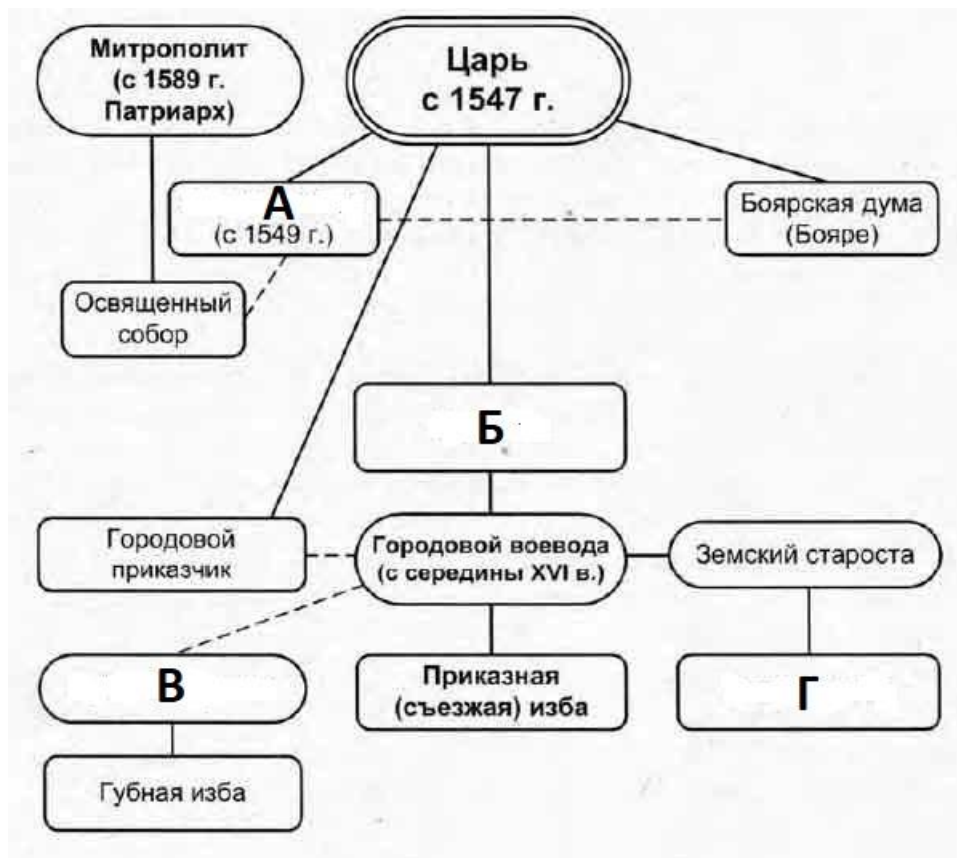 Митрополит
(с 1589 г.
Патриарх)
Царь
с 1547 г.
А
(с 1549 г.)
Боярская дума
(Бояре)
Освященный
собор
Б
Городовой
приказчик
Городовой воевода
(с середины XVI в.)
Земский староста
В
Приказная
(съезжая) изба
Г
Губная изба